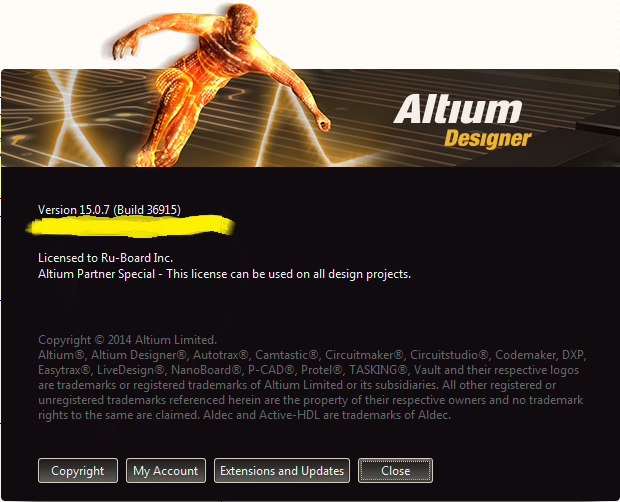 Altıum
Designer
Version 15.0.7 (Build 36915)
Licensed to Ru-Board Inc.
Altium Partner Special - This license can be used on all design projects.
Copyright © 2014 Altium Limited.
Altium®, Altium Designer®, Autotrax®, Camtastic®, Circuitmaker®, Circuitstudio®, Codemaker, DXP,
Easytrax®, LiveDesign®, NanoBoard®, P-CAD®, Protel®, TASKING®, Vault and their respective logos
are trademarks or registered trademarks of Altium Limited or its subsidiaries. All other registered or
unregistered trademarks referenced herein are the property of their respective owners and no trademark
rights to the same are claimed. Aldec and Active-HDL are trademarks of Aldec.
Copyright My Account Extensions and Updates Close